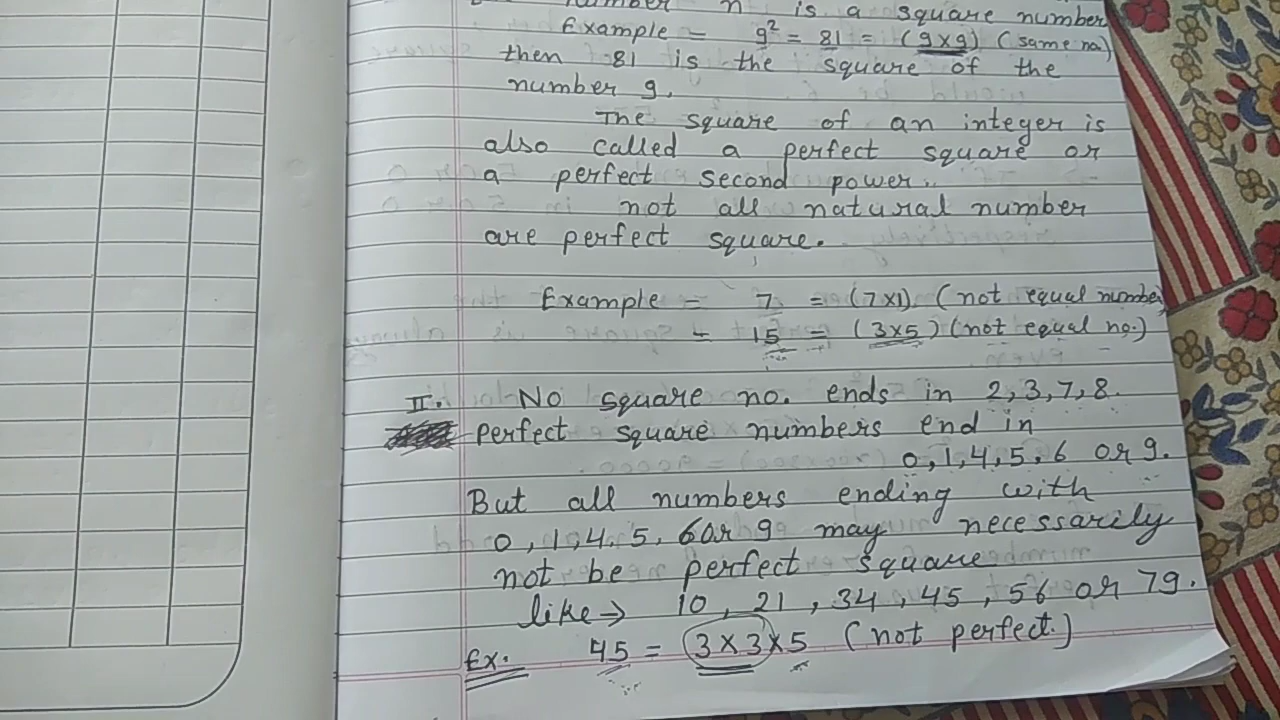 number n is a square number
Example = 9² = 81 = (9×9) (same no.)
then 81 is the square of the
number 9.
The square of an integer is
also called a perfect square or
a perfect second power.
not all natural number
are perfect square.
Example = 7 = (7×1) (not equal number)
= 15 = (3×5) (not equal no.)
II. No square no. ends in 2,3,7,8.
perfect square numbers end in
0,1,4,5,6 or 9.
But all numbers ending with
0,1,4,5,6 or 9 may necessarily
not be perfect square
like → 10, 21, 34, 45, 56 or 79.
Ex. 45 = 3×3×5 (not perfect.)